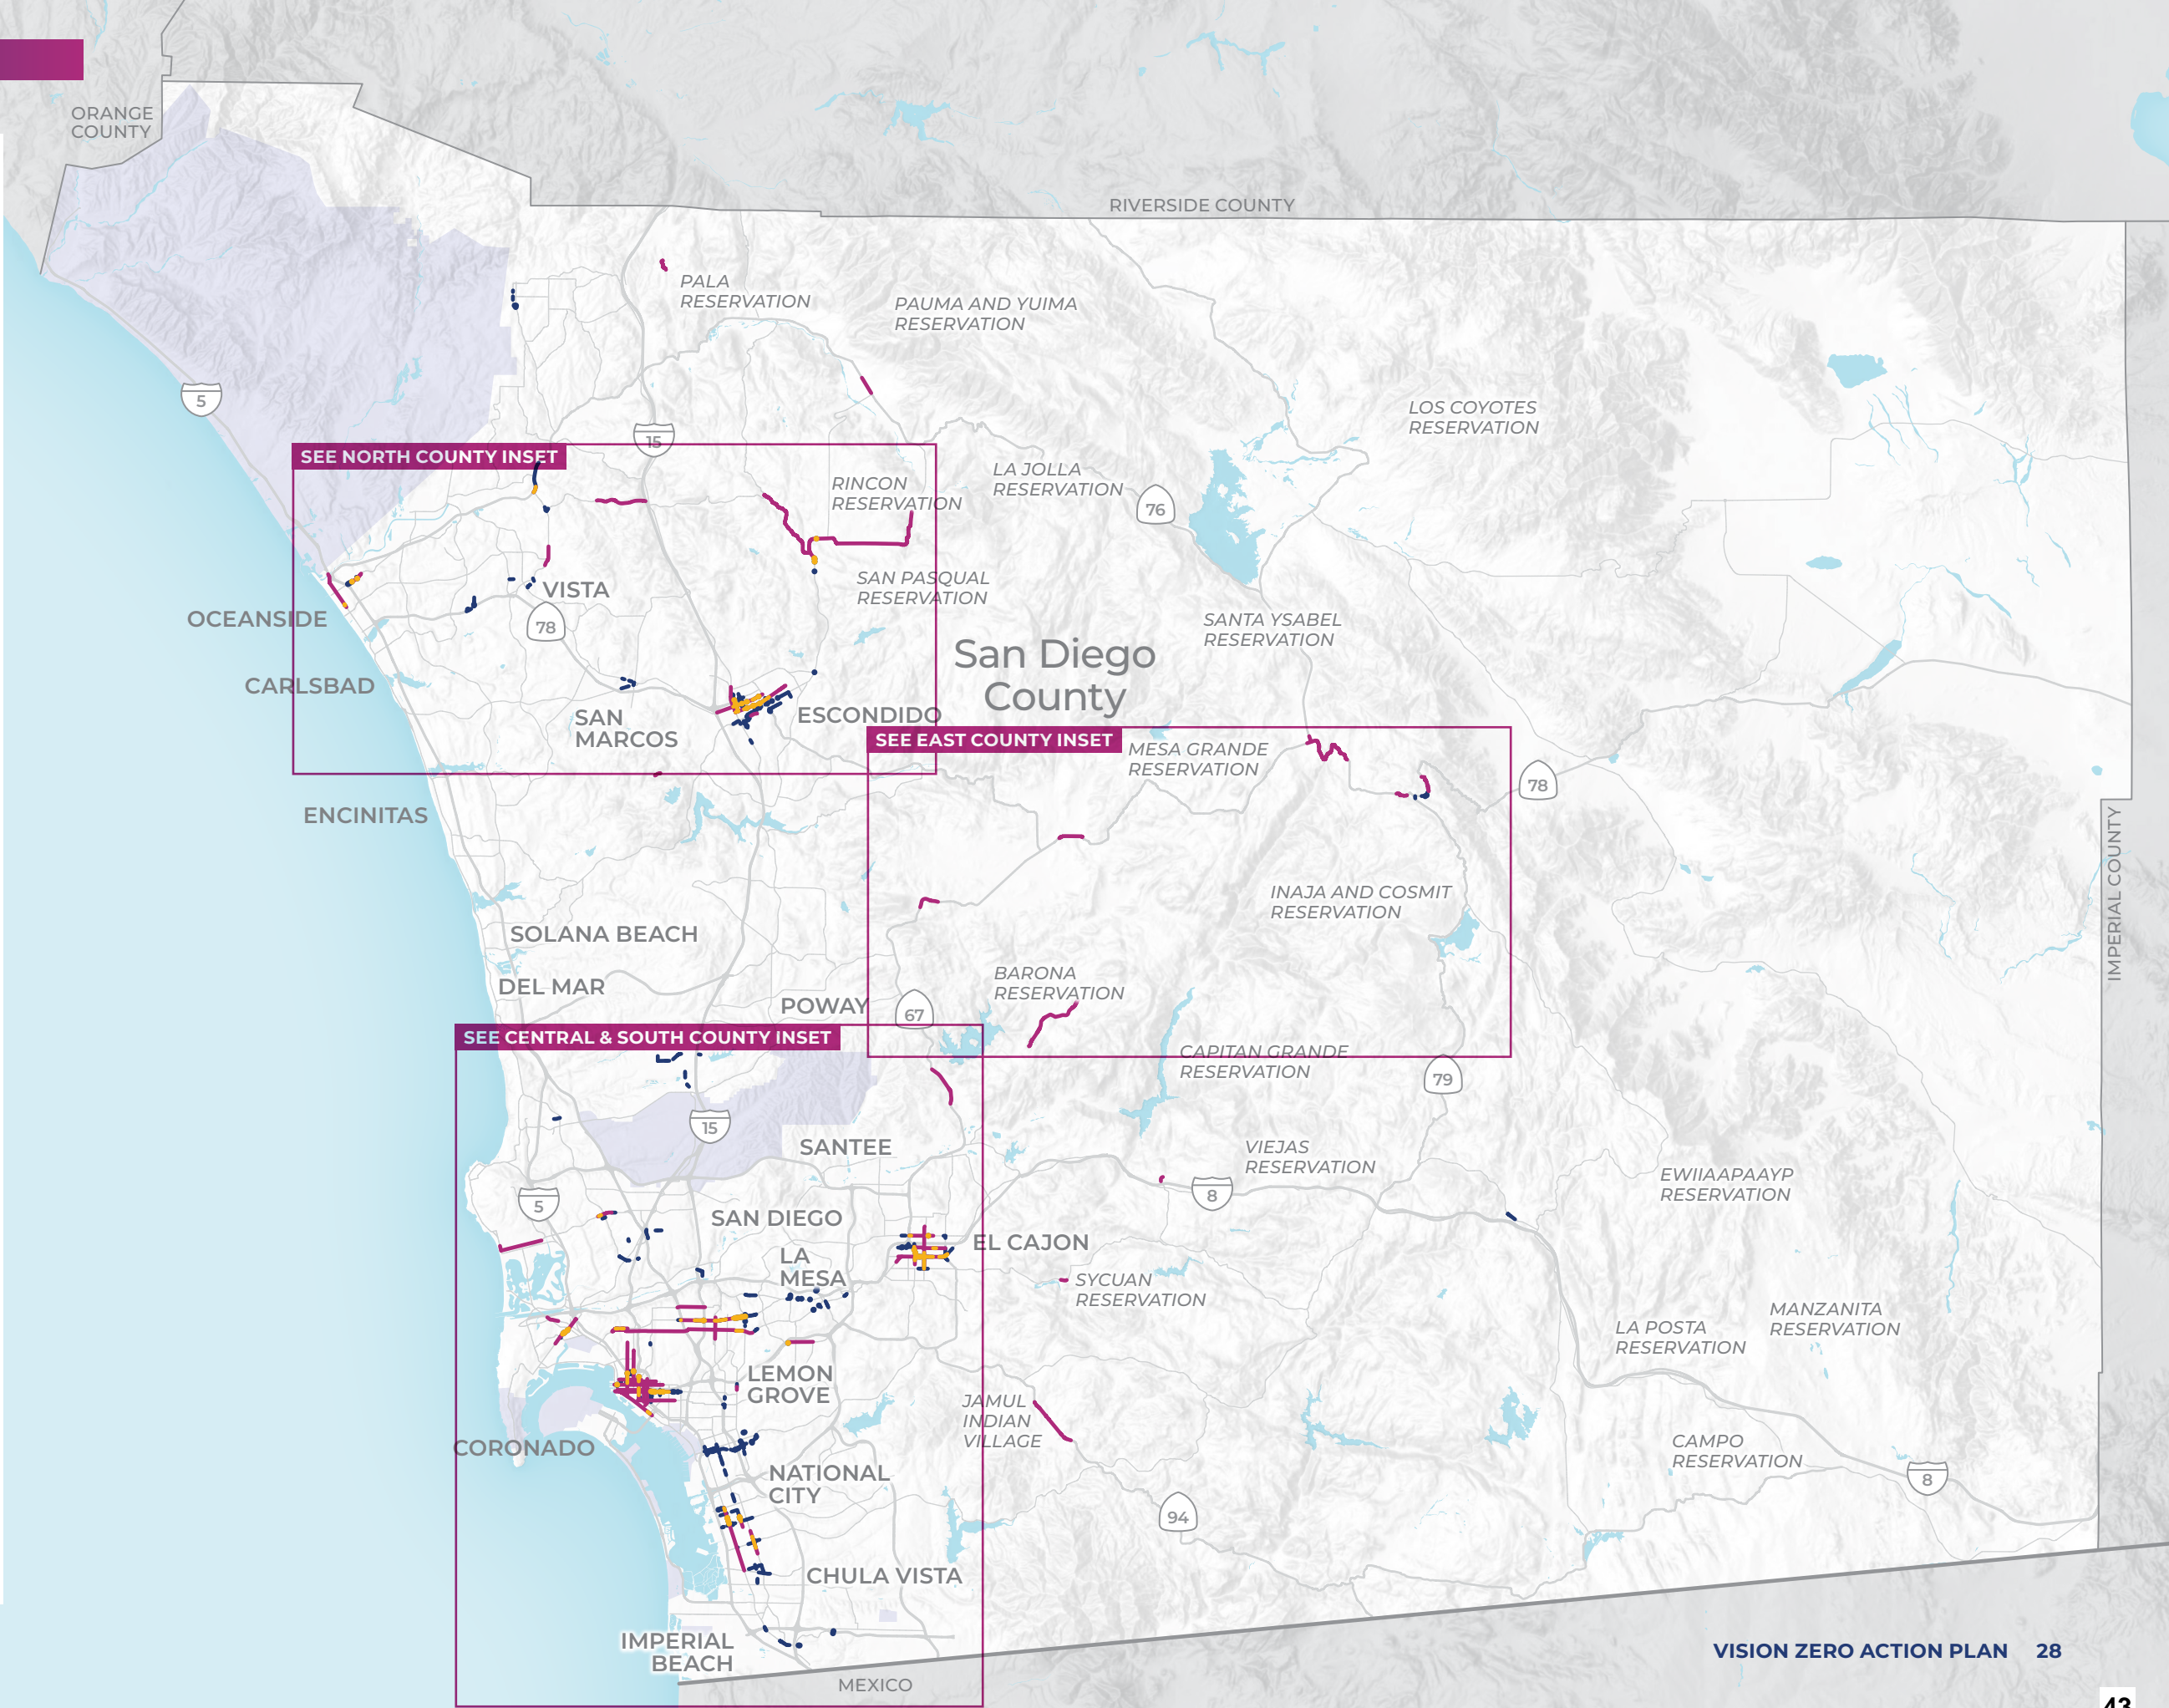 ORANGE
COUNTY
RIVERSIDE COUNTY
PALA
RESERVATION
PAUMA AND YUIMA
RESERVATION
5
LOS COYOTES
RESERVATION
15
SEE NORTH COUNTY INSET
LA JOLLA
RESERVATION
RINCON
RESERVATION
76
SAN PASQUAL
RESERVATION
VISTA
OCEANSIDE
78
SANTA YSABEL
RESERVATION
San Diego
County
CARLSBAD
SAN
MARCOS
ESCONDIDO
SEE EAST COUNTY INSET
MESA GRANDE
RESERVATION
78
ENCINITAS
IMPERIAL COUNTY
INAJA AND COSMIT
RESERVATION
SOLANA BEACH
DEL MAR
BARONA
RESERVATION
POWAY
67
SEE CENTRAL & SOUTH COUNTY INSET
CAPITAN GRANDE
RESERVATION
79
15
SANTEE
VIEJAS
RESERVATION
EWIIAAPAAYP
RESERVATION
5
8
SAN DIEGO
EL CAJON
LA
MESA
SYCUAN
RESERVATION
MANZANITA
RESERVATION
LA POSTA
RESERVATION
LEMON
GROVE
JAMUL
INDIAN
VILLAGE
CORONADO
CAMPO
RESERVATION
NATIONAL
CITY
8
94
CHULA VISTA
IMPERIAL
BEACH
MEXICO
VISION ZERO ACTION PLAN 28
43